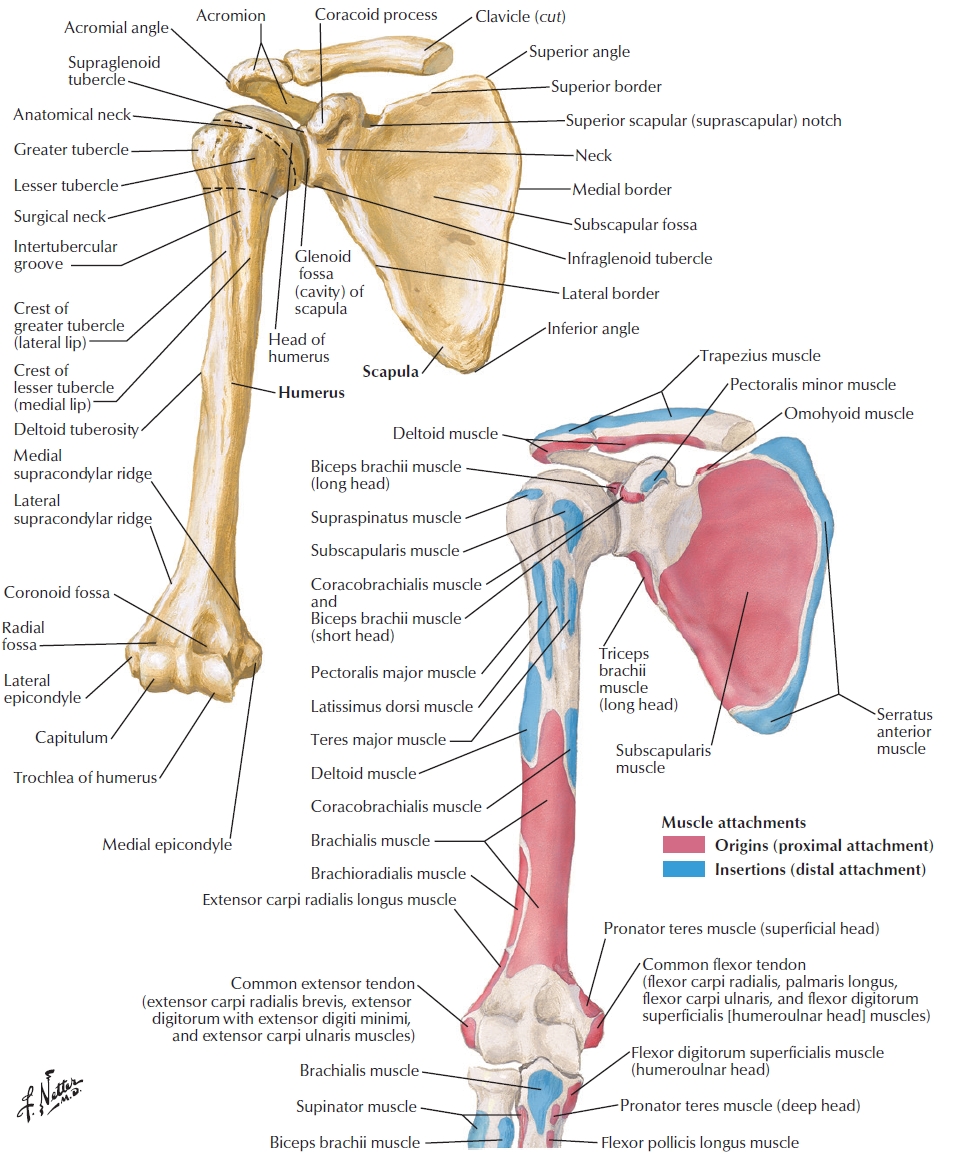 Acromion
Coracoid process
Clavicle (cut)
Acromial angle
Superior angle
Supraglenoid
tubercle
Superior border
Anatomical neck
Superior scapular (suprascapular) notch
Greater tubercle
Neck
Lesser tubercle
Medial border
Surgical neck
Subscapular fossa
Intertubercular
groove
Glenoid
fossa
(cavity) of
scapula
Infraglenoid tubercle
Lateral border
Crest of
greater tubercle
(lateral lip)
Head of
humerus
Inferior angle
Crest of
lesser tubercle
(medial lip)
Scapula
Humerus
Deltoid tuberosity
Medial
supracondylar ridge
Lateral
supracondylar ridge
Coronoid fossa
Radial
fossa
Lateral
epicondyle
Capitulum
Trochlea of humerus
Medial epicondyle
Trapezius muscle
Pectoralis minor muscle
Omohyoid muscle
Deltoid muscle
Biceps brachii muscle
(long head)
Supraspinatus muscle
Subscapularis muscle
Coracobrachialis muscle
and
Biceps brachii muscle
(short head)
Pectoralis major muscle
Latissimus dorsi muscle
Teres major muscle
Deltoid muscle
Coracobrachialis muscle
Brachialis muscle
Brachioradialis muscle
Extensor carpi radialis longus muscle
Triceps
brachii
muscle
(long head)
Subscapularis
muscle
Serratus
anterior
muscle
Muscle attachments
Origins (proximal attachment)
Insertions (distal attachment)
Pronator teres muscle (superficial head)
Common flexor tendon
(flexor carpi radialis, palmaris longus,
flexor carpi ulnaris, and flexor digitorum
superficialis [humeroulnar head] muscles)
Common extensor tendon
(extensor carpi radialis brevis, extensor
digitorum with extensor digiti minimi,
and extensor carpi ulnaris muscles)
Flexor digitorum superficialis muscle
(humeroulnar head)
Brachialis muscle
Supinator muscle
Pronator teres muscle (deep head)
Biceps brachii muscle
Flexor pollicis longus muscle
F. Netter
M.D.